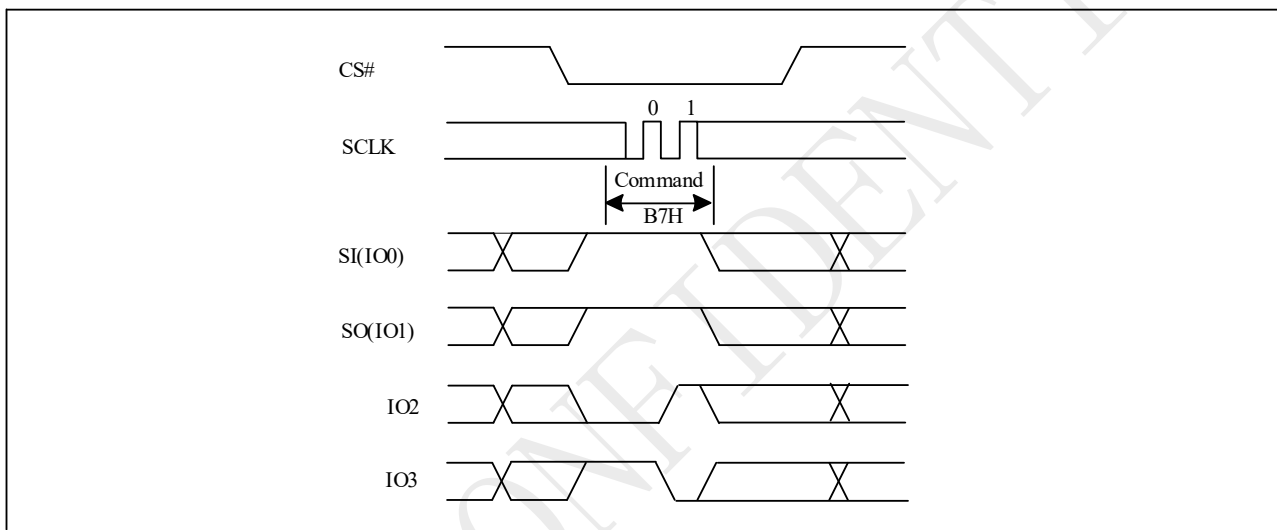 CS#
0 1
SCLK
Command
B7H
SI(IO0)
SO(IO1)
IO2
IO3